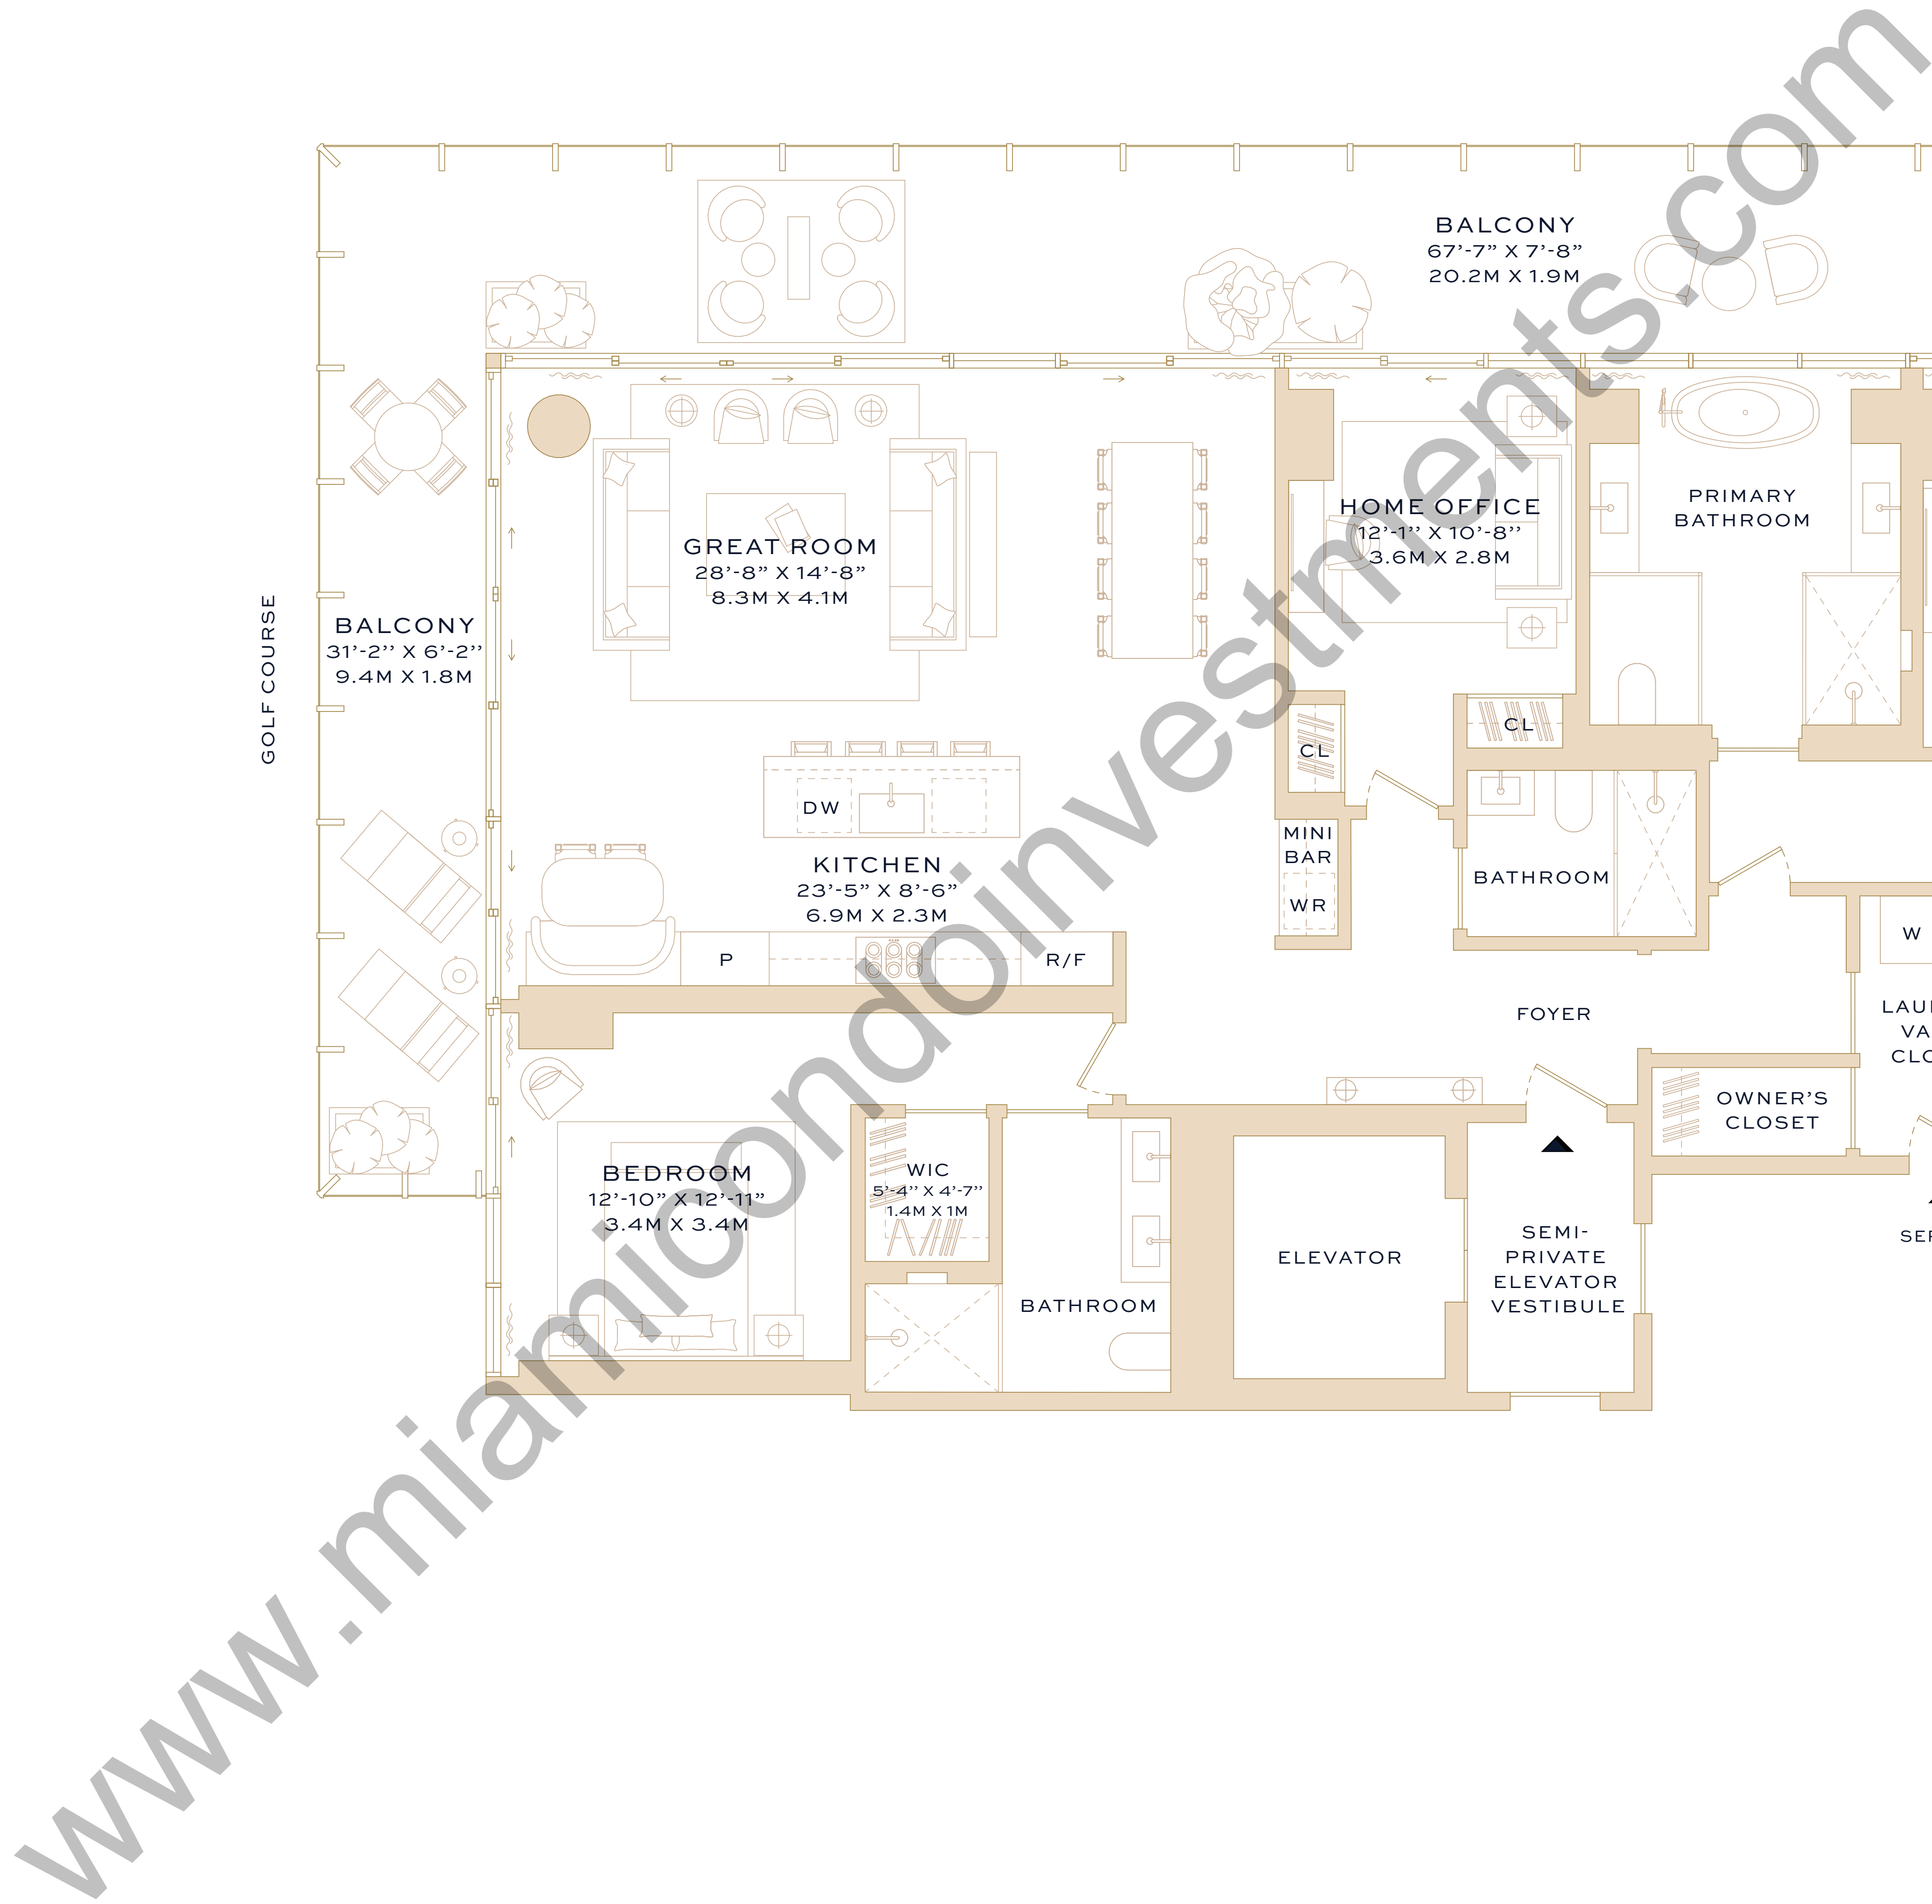 www.miamicondoinvestments.com
BALCONY
67’-7” X 7’-8”
20.2M X 1.9M
GOLF COURSE
BALCONY
31’-2’’ X 6’-2’’
9.4M X 1.8M
GREAT ROOM
28’-8” X 14’-8”
8.3M X 4.1M
HOME OFFICE
12’-1’’ X 10’-8’’
3.6M X 2.8M
PRIMARY
BATHROOM
CL
CL
DW
KITCHEN
23’-5” X 8’-6”
6.9M X 2.3M
MINI
BAR
WR
BATHROOM
P
R/F
W
FOYER
LAU
VA
CLO
OWNER’S
CLOSET
BEDROOM
12’-10” X 12’-11”
3.4M X 3.4M
WIC
5’-4’’ X 4’-7’’
1.4M X 1M
BATHROOM
ELEVATOR
SEMI-
PRIVATE
ELEVATOR
VESTIBULE
SER